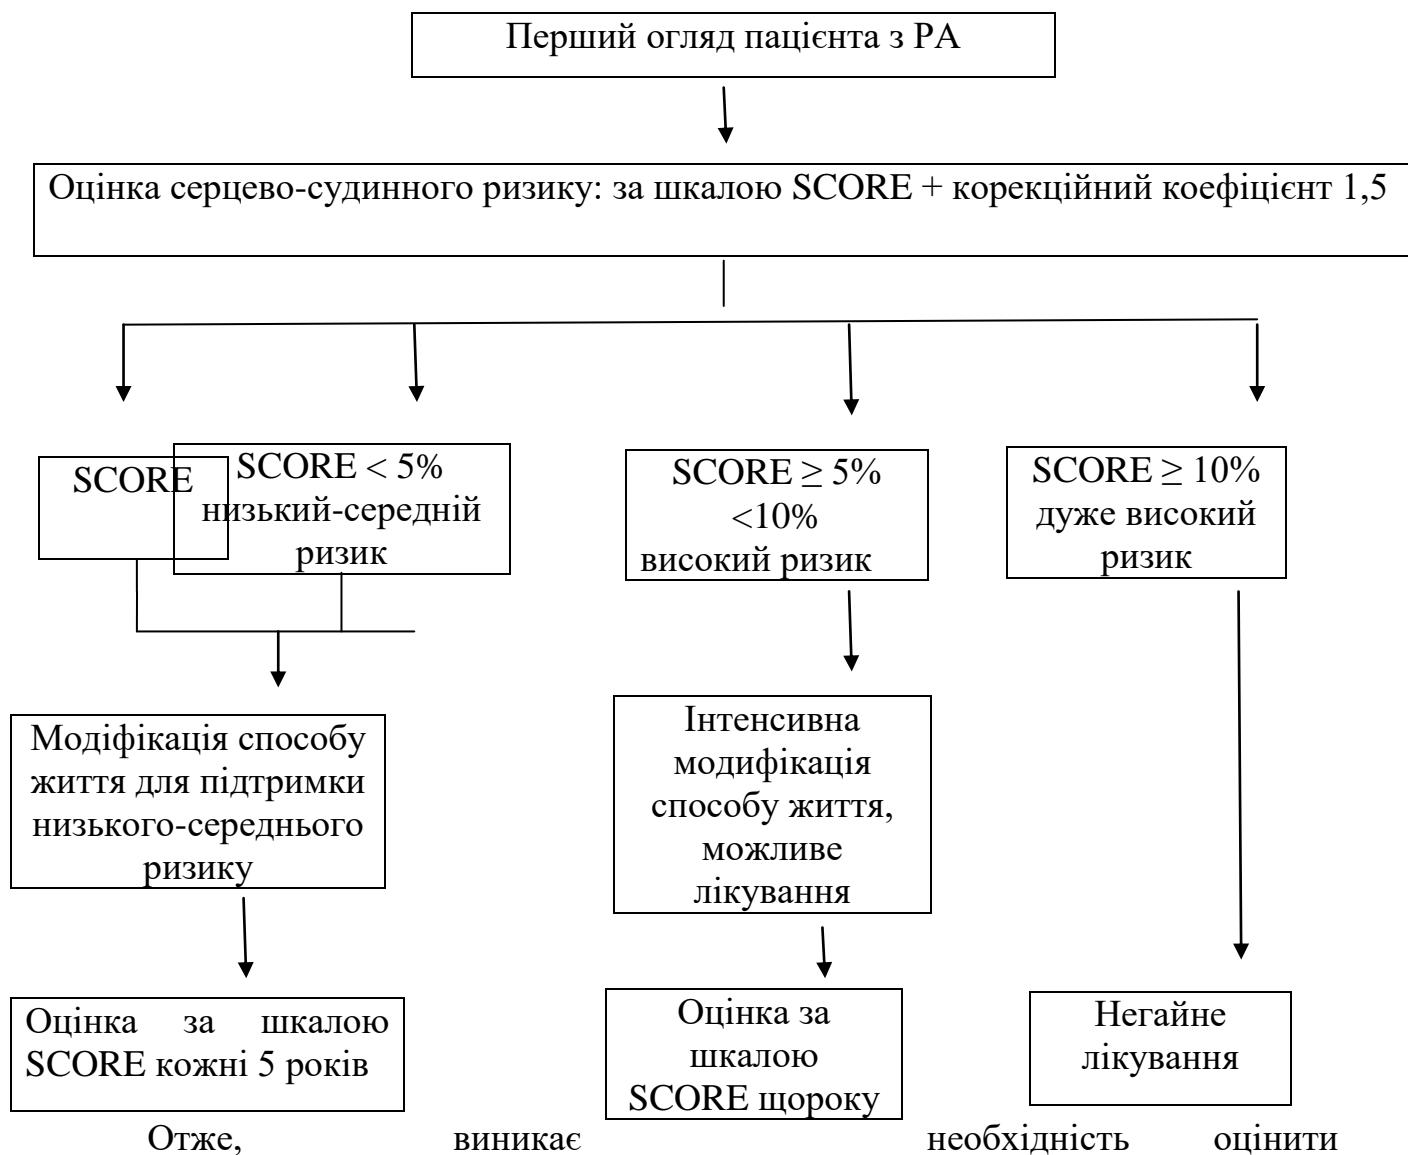 Перший огляд пацієнта з РА
Оцінка серцево-судинного ризику: за шкалою SCORE + корекційний коефіцієнт 1,5
SCORE
SCORE < 5%
низький-середній
ризик
SCORE ≥ 5%
<10%
високий ризик
SCORE ≥ 10%
дуже високий
ризик
Модіфікація способу
життя для підтримки
низького-середнього
ризику
Інтенсивна
модифікація
способу життя,
можливе
лікування
Оцінка за шкалою
SCORE кожні 5 років
Оцінка за
шкалою
SCORE щороку
Негайне
лікування
Отже, виникає необхідність оцінити